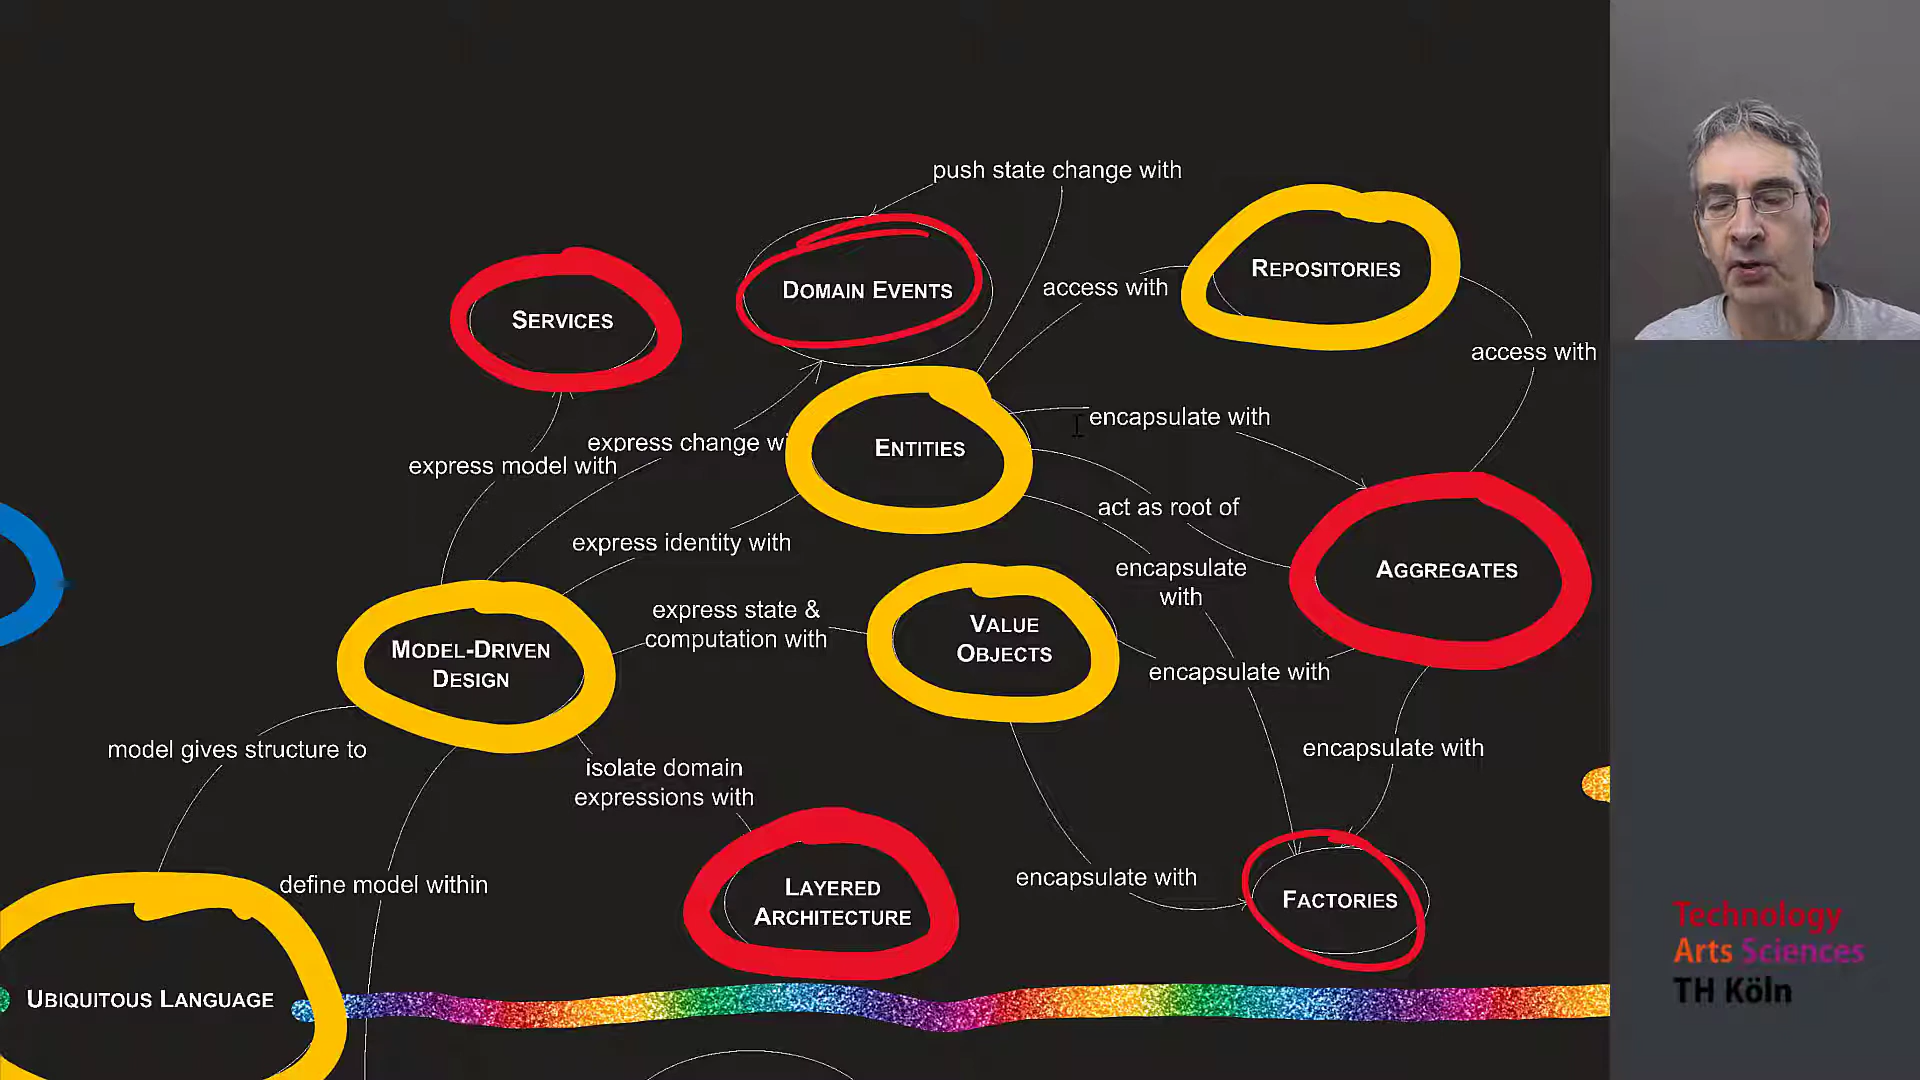 push state change with
REPOSITORIES
DOMAIN EVENTS
access with
SERVICES
access with
encapsulate with
express change wi
ENTITIES
express model with
act as root of
express identity with
encapsulate
with
AGGREGATES
express state &
computation with
VALUE
OBJECTS
MODEL-DRIVEN
DESIGN
encapsulate with
model gives structure to
encapsulate with
isolate domain
expressions with
define model within
encapsulate with
LAYERED
ARCHITECTURE
FACTORIES
UBIQUITOUS LANGUAGE
Technology
Arts Sciences
TH Köln